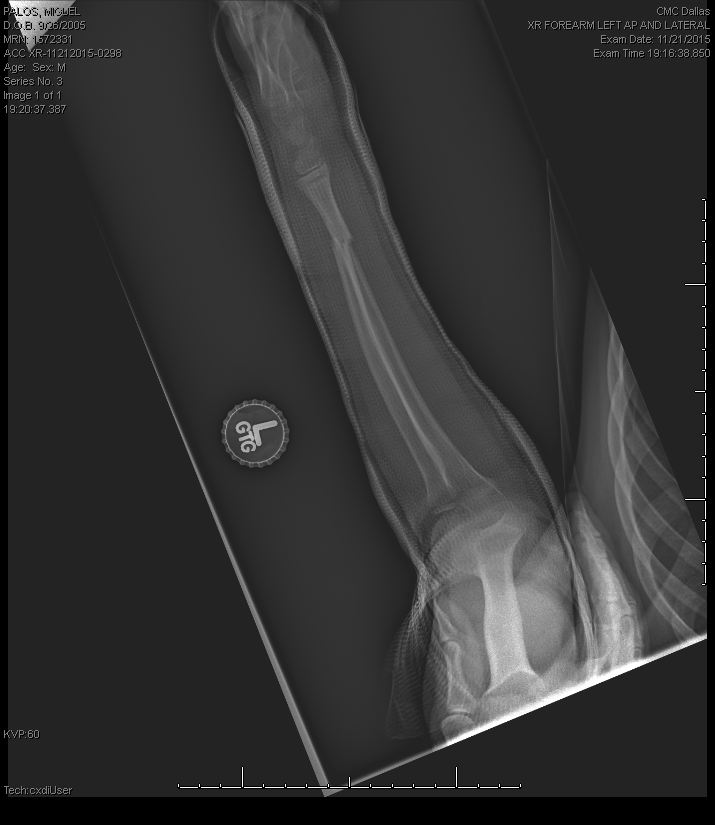 PALOS, MIGUEL
D.O.B. 9/26/2005
MRN: 1572331
ACC XR-11212015-0298
Age: Sex: M
Series No. 3
Image 1 of 1
19:20:37.387
CMC Dallas
XR FOREARM LEFT AP AND LATERAL
Exam Date: 11/21/2015
Exam Time 19:16:38.850
L
GTG
KVP:60
Tech:cxdiUser